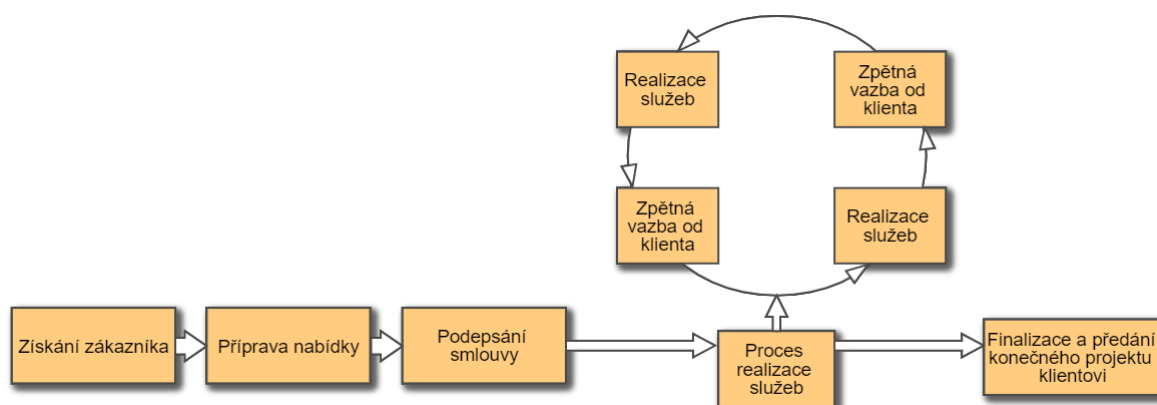 Realizace
služeb
Zpětná
vazba od
klienta
Zpětná
vazba od
klienta
Realizace
služeb
Získání zákazníka
Příprava nabídky
Podepsání
smlouvy
Proces
realizace
služeb
Finalizace a předání
konečného projektu
klientovi